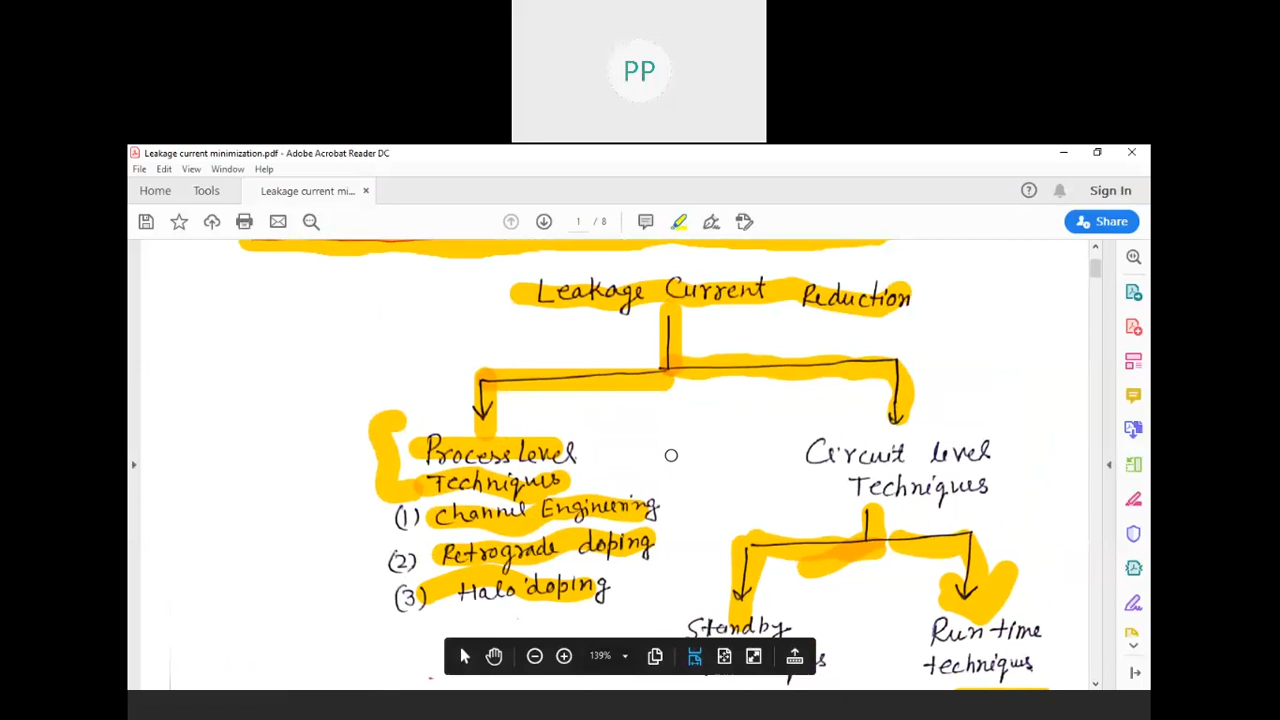 PP
Leakage current minimization.pdf - Adobe Acrobat Reader DC
File Edit View Window Help
Home Tools Leakage current mi... × Sign In
1 / 8 Share
Leakage Current Reduction
Process Level
Techniques
(1) Channel Engineering
(2) Retrograde doping
(3) Halo doping
Circuit level
Techniques
Standby
Run time
techniques
139%